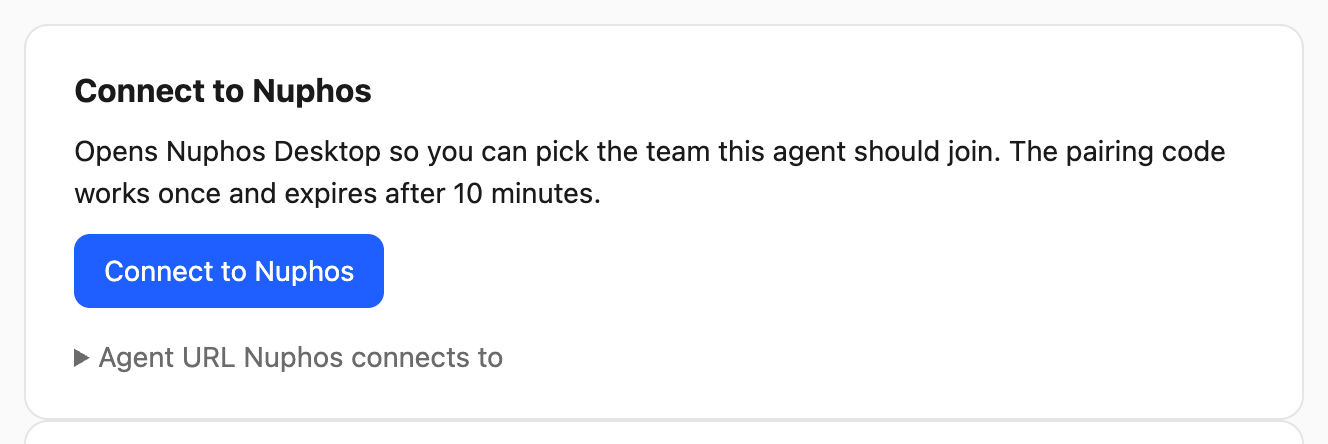 Connect to Nuphos
Opens Nuphos Desktop so you can pick the team this agent should join. The pairing code
works once and expires after 10 minutes.
Connect to Nuphos
Agent URL Nuphos connects to